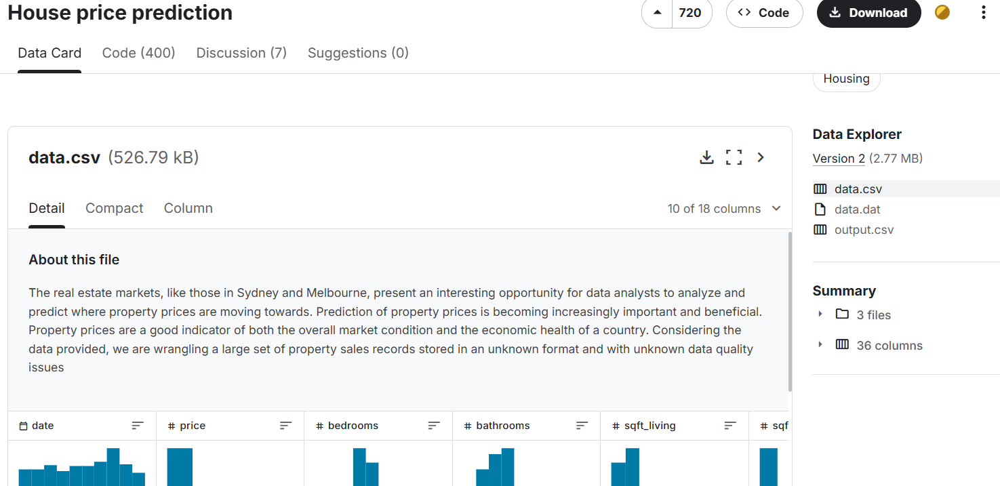 House price prediction
720
Code
Download
Data Card
Code (400)
Discussion (7)
Suggestions (0)
Housing
data.csv (526.79 kB)
Detail
Compact
Column
10 of 18 columns
About this file
The real estate markets, like those in Sydney and Melbourne, present an interesting opportunity for data analysts to analyze and
predict where property prices are moving towards. Prediction of property prices is becoming increasingly important and beneficial.
Property prices are a good indicator of both the overall market condition and the economic health of a country. Considering the
data provided, we are wrangling a large set of property sales records stored in an unknown format and with unknown data quality
issues
date
# price
# bedrooms
# bathrooms
# sqft_living
# sqf
Data Explorer
Version 2 (2.77 MB)
data.csv
data.dat
output.csv
Summary
3 files
36 columns